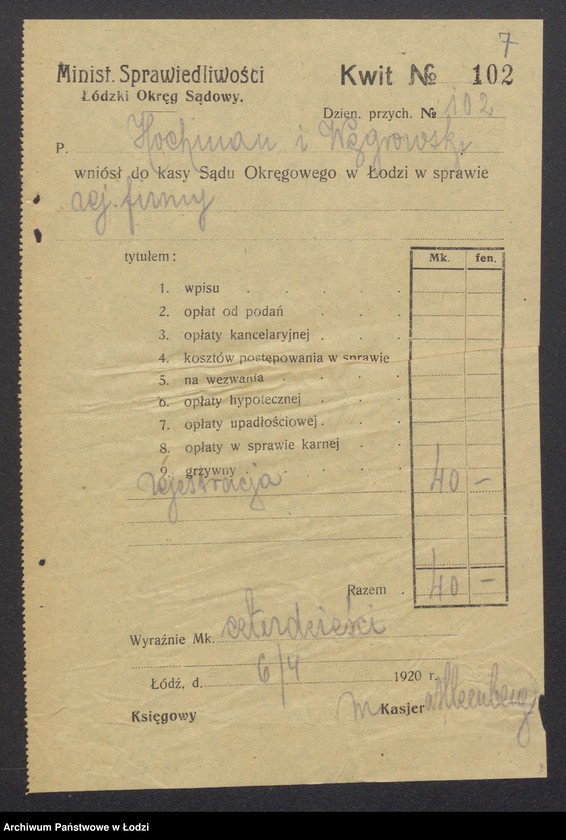 7
Minist. Sprawiedliwości
Łódzki Okręg Sądowy.
Kwit № 102
Dzien. przych. № 102
P. Hochman i Węgrowski
wniósł do kasy Sądu Okręgowego w Łodzi w sprawie
rej. firmy
tytułem:
Mk. fen.
1. wpisu
2. opłat od podań
3. opłaty kancelaryjnej
4. kosztów postępowania w sprawie
5. na wezwania
6. opłaty hypotecznej
7. opłaty upadłościowej
8. opłaty w sprawie karnej
9. grzywny
rejestracja 40 —
Razem 40 —
Wyraźnie Mk. czterdzieści
Łódź, d. 6/4 1920 r.
Księgowy
Kasjer
Archiwum Państwowe w Łodzi